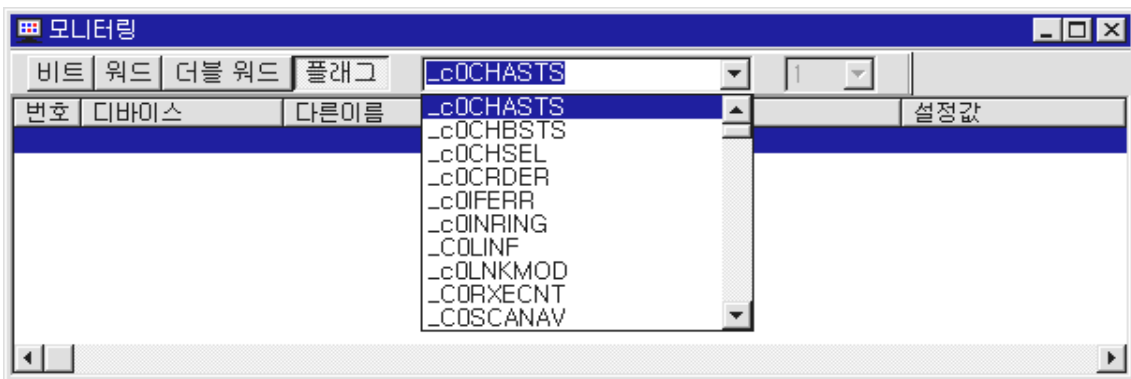 모니터링
비트 워드 더블 워드 플래그 _c0CHASTS 1
번호 디바이스 다른이름 설정값
_c0CHASTS
_c0CHBSTS
_c0CHSEL
_c0CRDER
_c0IFERR
_c0INRING
_C0LINF
_c0LNKMOD
_C0RXECNT
_C0SCANAV